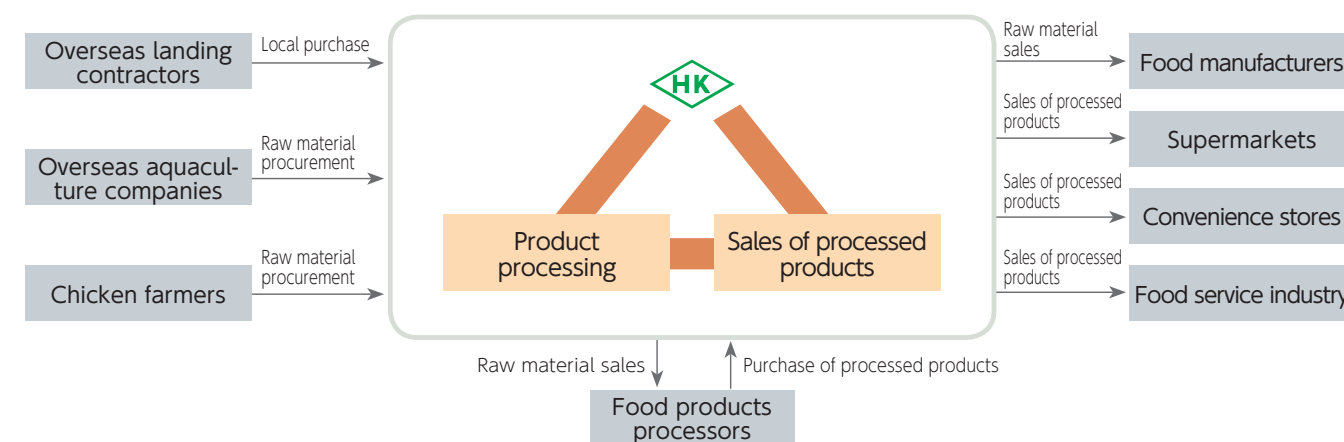 Overseas landing
contractors
Local purchase
Overseas aquacul-
ture companies
Raw material
procurement
Chicken farmers
Raw material
procurement
HK
Product
processing
Sales of processed
products
Raw material
sales
Food manufacturers
Sales of processed
products
Supermarkets
Sales of processed
products
Convenience stores
Sales of processed
products
Food service industry
Raw material sales
Purchase of processed products
Food products
processors